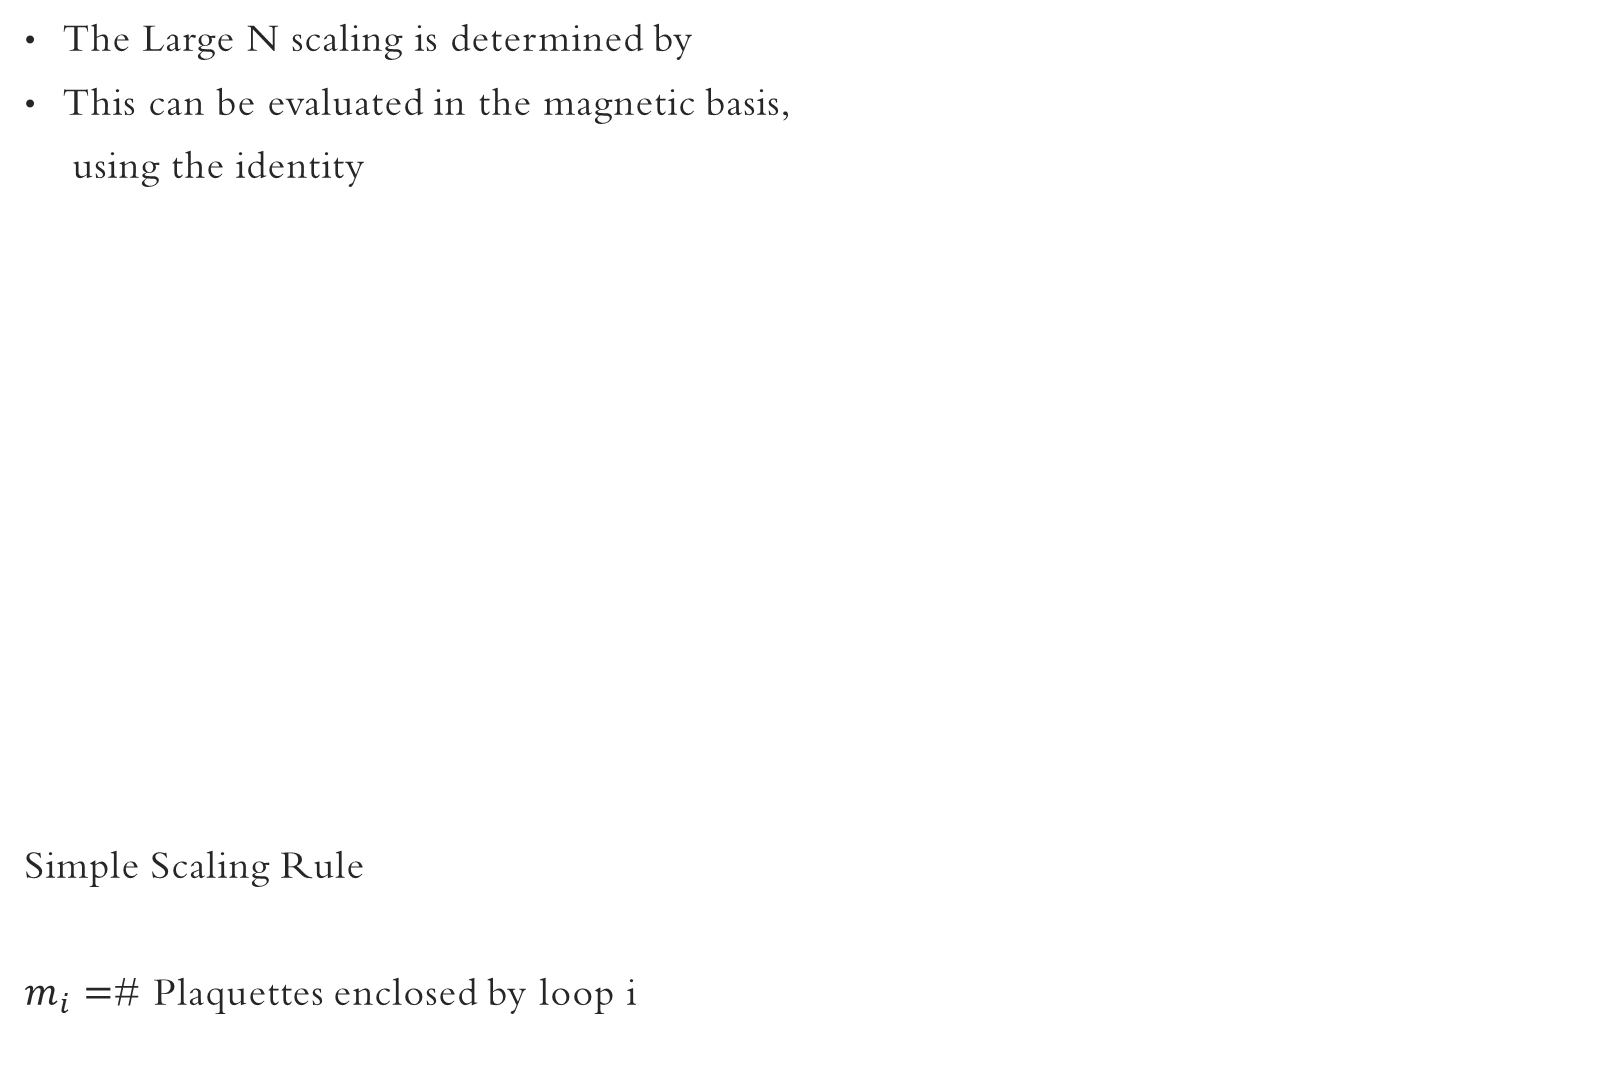 • The Large N scaling is determined by
• This can be evaluated in the magnetic basis,
using the identity
Simple Scaling Rule
mᵢ =# Plaquettes enclosed by loop i